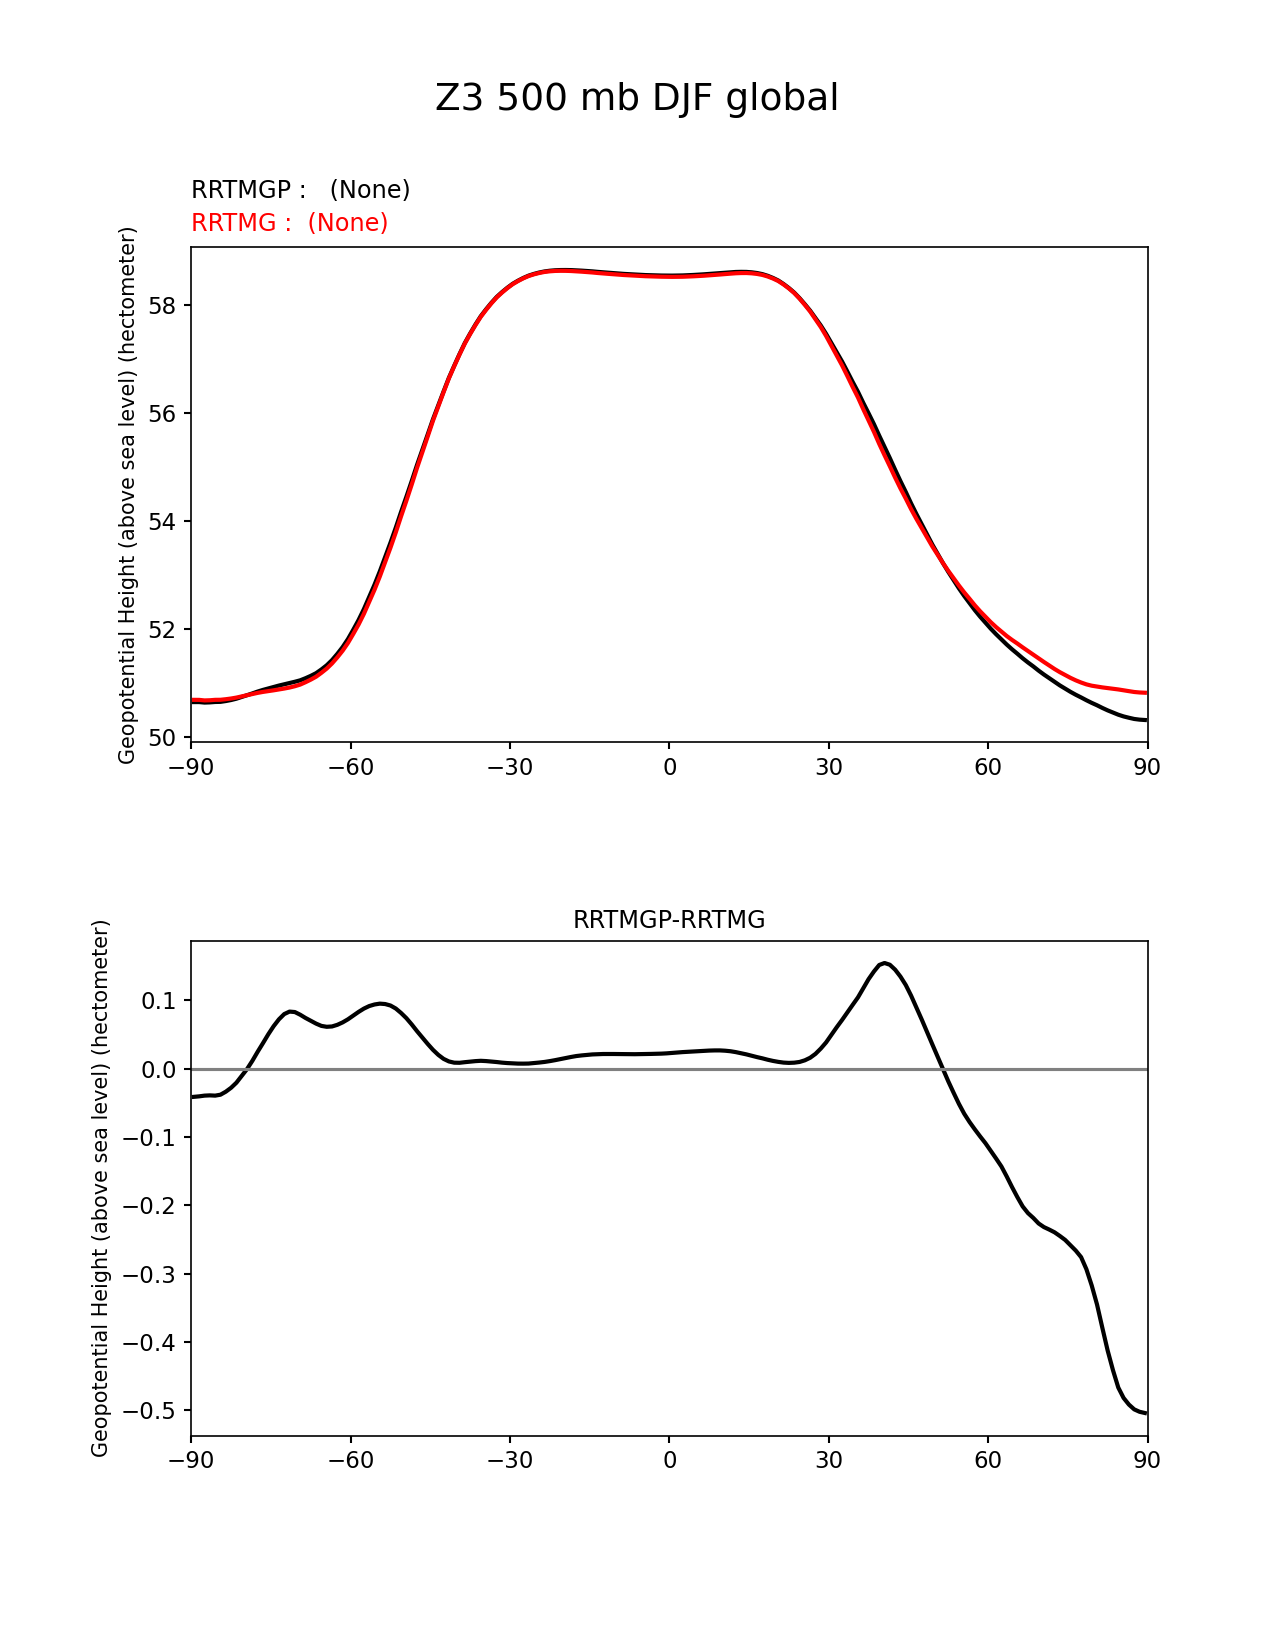 Z3 500 mb DJF global
RRTMGP :   (None)
RRTMG :  (None)
Geopotential Height (above sea level) (hectometer)
58
56
54
52
50
−90 −60 −30 0 30 60 90
RRTMGP-RRTMG
Geopotential Height (above sea level) (hectometer)
0.1
0.0
−0.1
−0.2
−0.3
−0.4
−0.5
−90 −60 −30 0 30 60 90